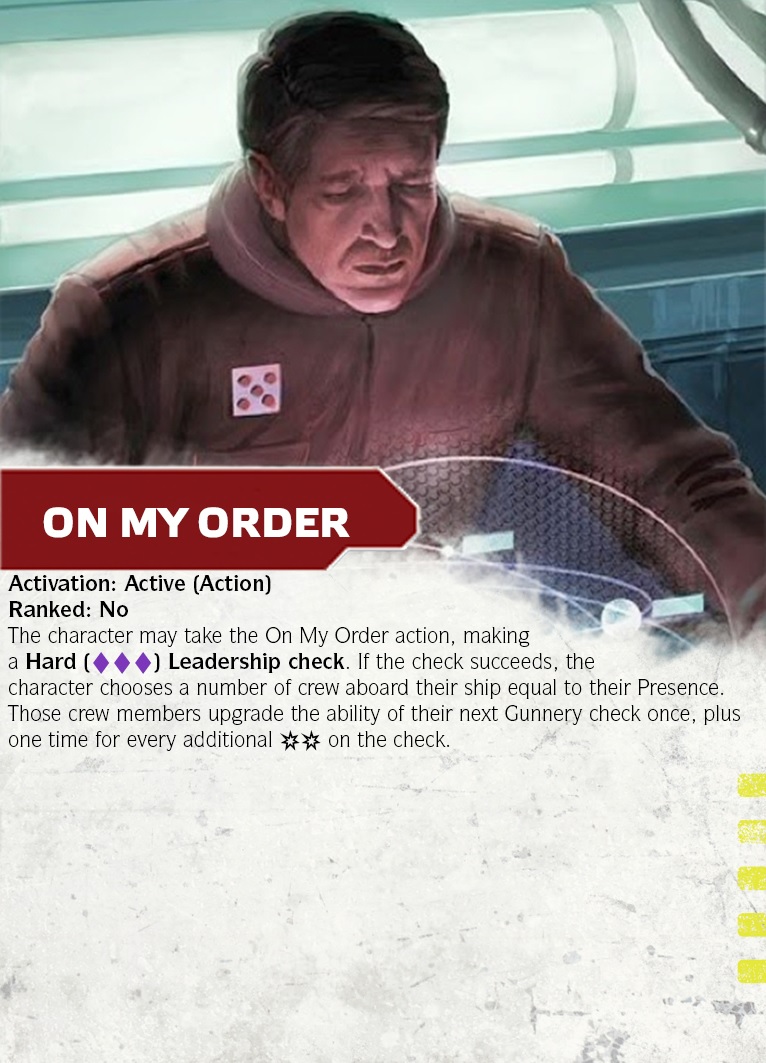 ON MY ORDER
Activation: Active (Action)
Ranked: No
The character may take the On My Order action, making
a Hard (♦♦♦) Leadership check. If the check succeeds, the
character chooses a number of crew aboard their ship equal to their Presence.
Those crew members upgrade the ability of their next Gunnery check once, plus
one time for every additional ✲✲ on the check.